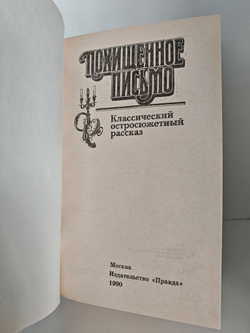 ПОХИЩЕННОЕ
ПИСЬМО
Классический
остросюжетный
рассказ
Москва
Издательство «Правда»
1990